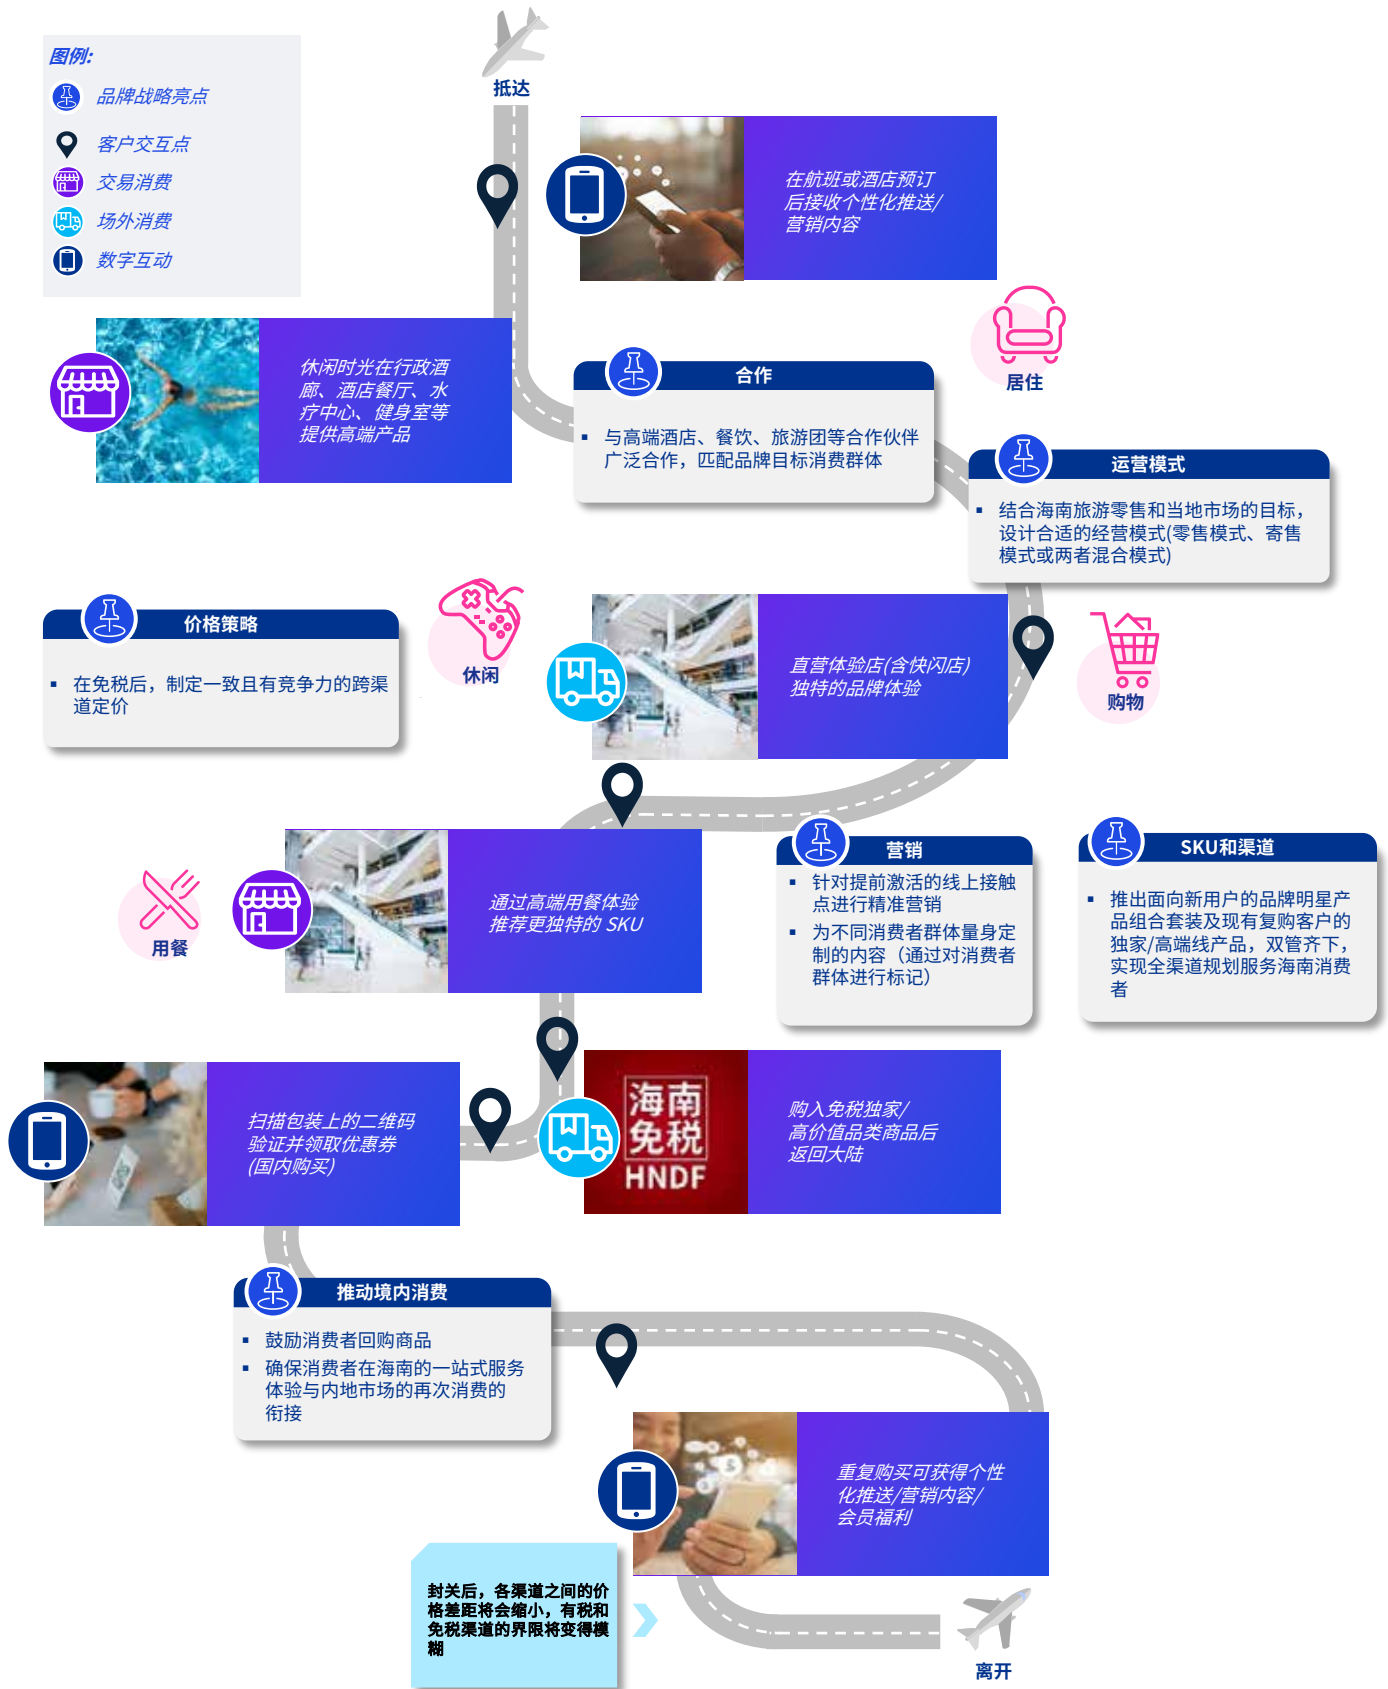 图例:
品牌战略亮点
客户交互点
交易消费
场外消费
数字互动
抵达
在航班或酒店预订
后接收个性化推送/
营销内容
休闲时光在行政酒
廊、酒店餐厅、水
疗中心、健身室等
提供高端产品
居住
合作
▪ 与高端酒店、餐饮、旅游团等合作伙伴
广泛合作，匹配品牌目标消费群体
运营模式
▪ 结合海南旅游零售和当地市场的目标，
设计合适的经营模式(零售模式、寄售
模式或两者混合模式)
价格策略
▪ 在免税后，制定一致且有竞争力的跨渠
道定价
休闲
直营体验店(含快闪店)
独特的品牌体验
购物
用餐
通过高端用餐体验
推荐更独特的 SKU
营销
▪ 针对提前激活的线上接触
点进行精准营销
▪ 为不同消费者群体量身定
制的内容（通过对消费者
群体进行标记）
SKU和渠道
▪ 推出面向新用户的品牌明星产
品组合套装及现有复购客户的
独家/高端线产品，双管齐下，
实现全渠道规划服务海南消费
者
扫描包装上的二维码
验证并领取优惠券
(国内购买)
海南
免税
HNDF
购入免税独家/
高价值品类商品后
返回大陆
推动境内消费
▪ 鼓励消费者回购商品
▪ 确保消费者在海南的一站式服务
体验与内地市场的再次消费的
衔接
重复购买可获得个性
化推送/营销内容/
会员福利
封关后，各渠道之间的价
格差距将会缩小，有税和
免税渠道的界限将变得模
糊
离开